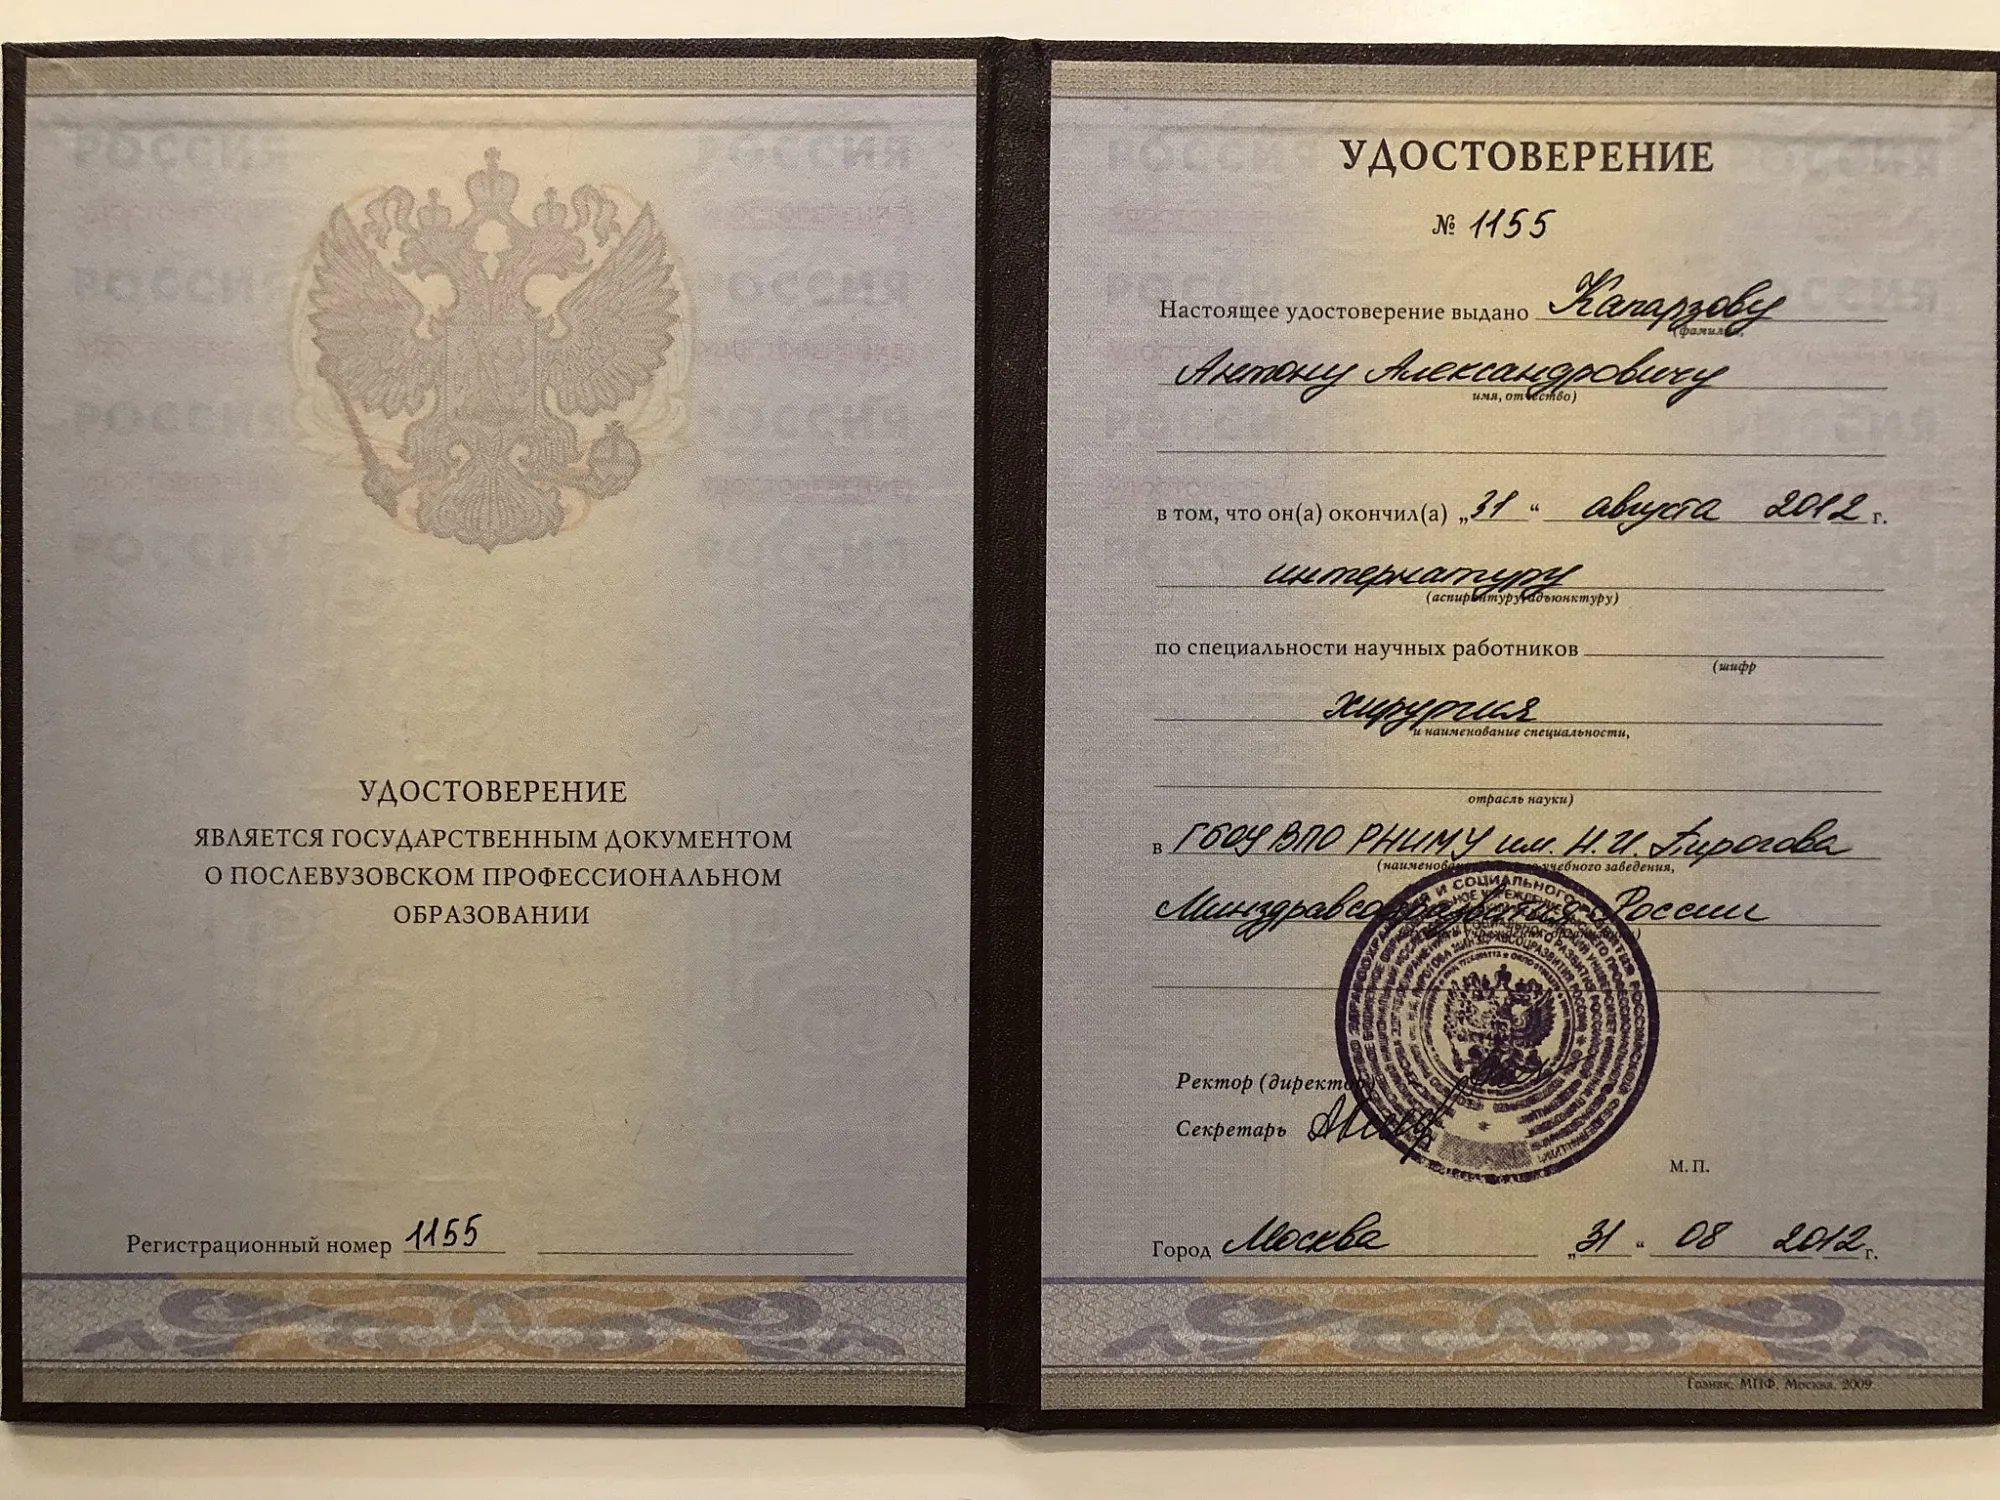 УДОСТОВЕРЕНИЕ
ЯВЛЯЕТСЯ ГОСУДАРСТВЕННЫМ ДОКУМЕНТОМ
О ПОСЛЕВУЗОВСКОМ ПРОФЕССИОНАЛЬНОМ
ОБРАЗОВАНИИ
Регистрационный номер 1155
УДОСТОВЕРЕНИЕ
№ 1155
Настоящее удостоверение выдано Капарзову
(фамилия,
Антону Александровичу
имя, отчество)
в том, что он(а) окончил(а) „31“ августа 2012 г.
интернатуру
(аспирантуру, адъюнктуру)
по специальности научных работников
(шифр
хирургия
и наименование специальности,
отрасль науки)
в ГБОУ ВПО РНИМУ им. Н.И. Пирогова
(наименование учебного заведения,
Минздравсоцразвития России
Ректор (директор)
Секретарь
М.П.
Город Москва „31“ 08 2012 г.
Гознак, МПФ, Москва, 2009.